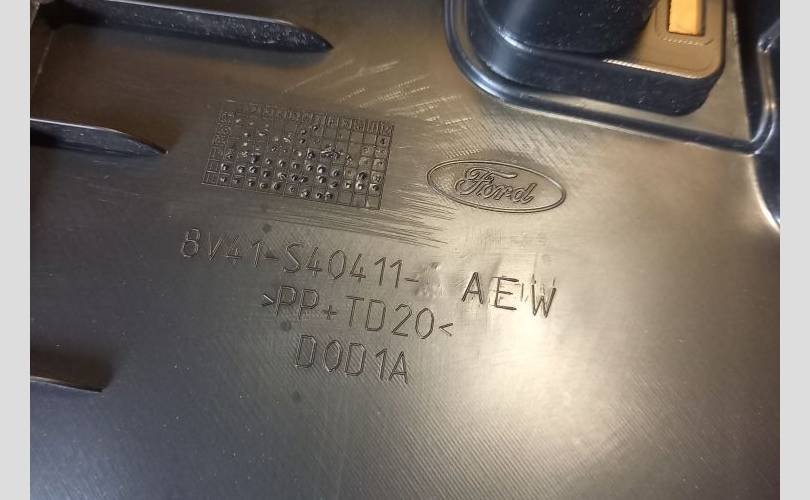 Ford
8V41-S40411- AEW
>PP+TD20<
D0D1A